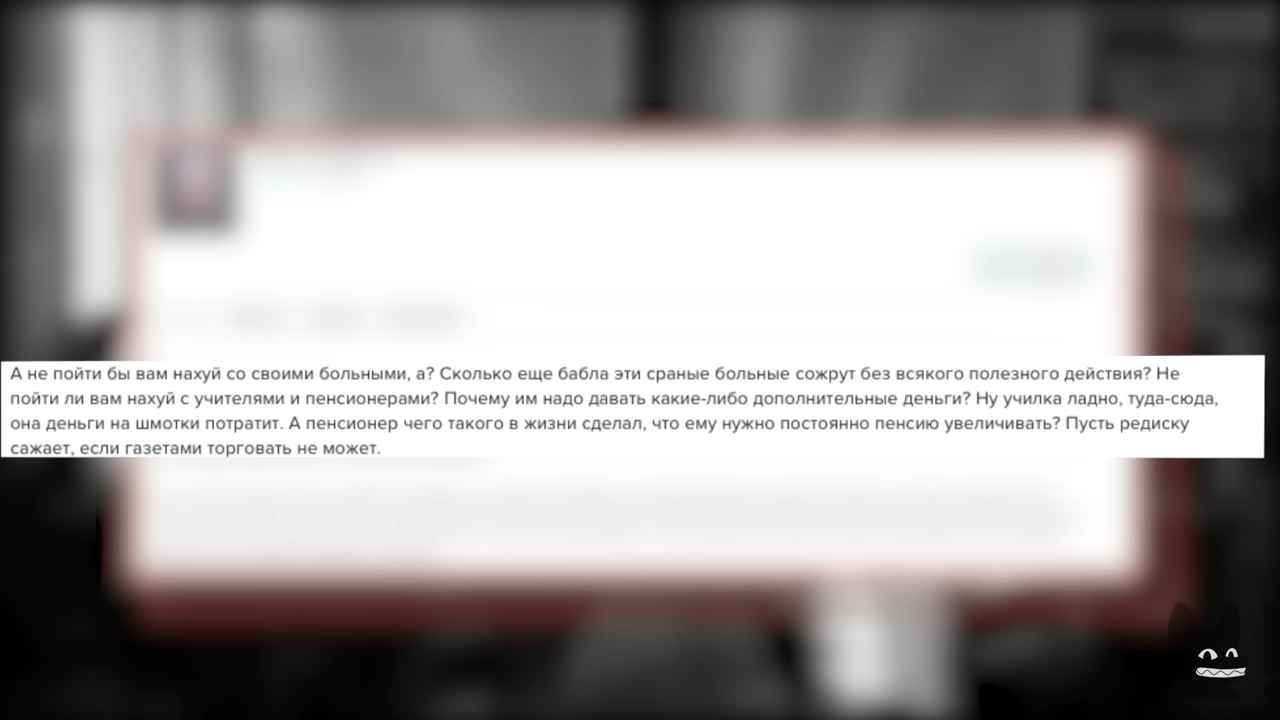 А не пойти бы вам нахуй со своими больными, а? Сколько еще бабла эти сраные больные сожрут без всякого полезного действия? Не
пойти ли вам нахуй с учителями и пенсионерами? Почему им надо давать какие-либо дополнительные деньги? Ну училка ладно, туда-сюда,
она деньги на шмотки потратит. А пенсионер чего такого в жизни сделал, что ему нужно постоянно пенсию увеличивать? Пусть редиску
сажает, если газетами торговать не может.